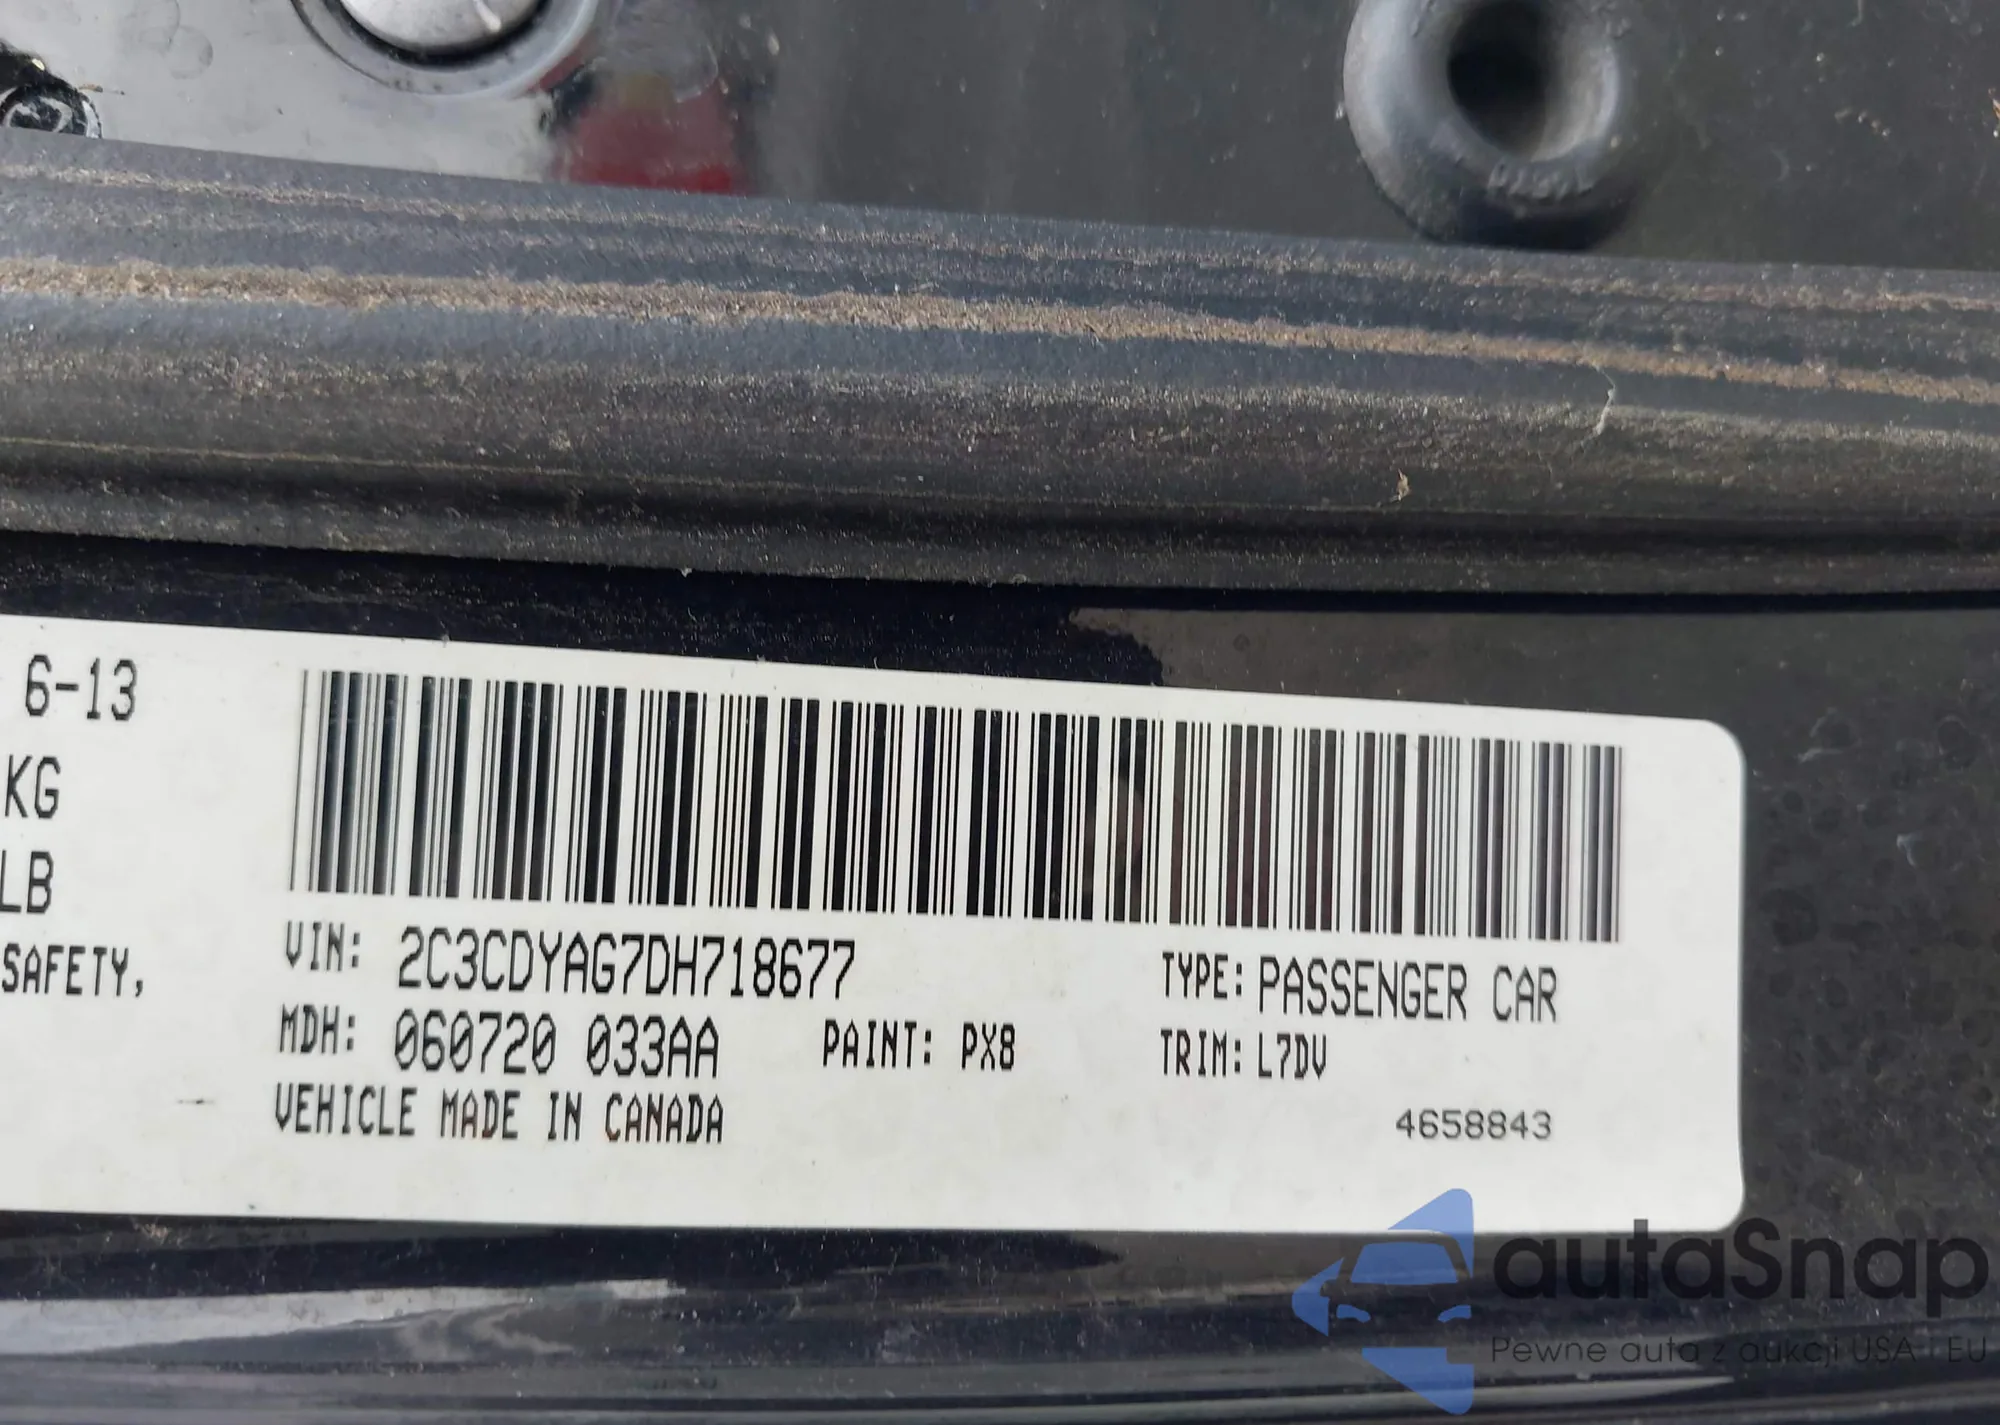 6-13
KG
LB
SAFETY,
VIN: 2C3CDYAG7DH718677
TYPE: PASSENGER CAR
MDH: 060720 033AA
PAINT: PX8
TRIM: L7DV
VEHICLE MADE IN CANADA
4658843
autaSnap
Pewne auta z aukcji USA i EU